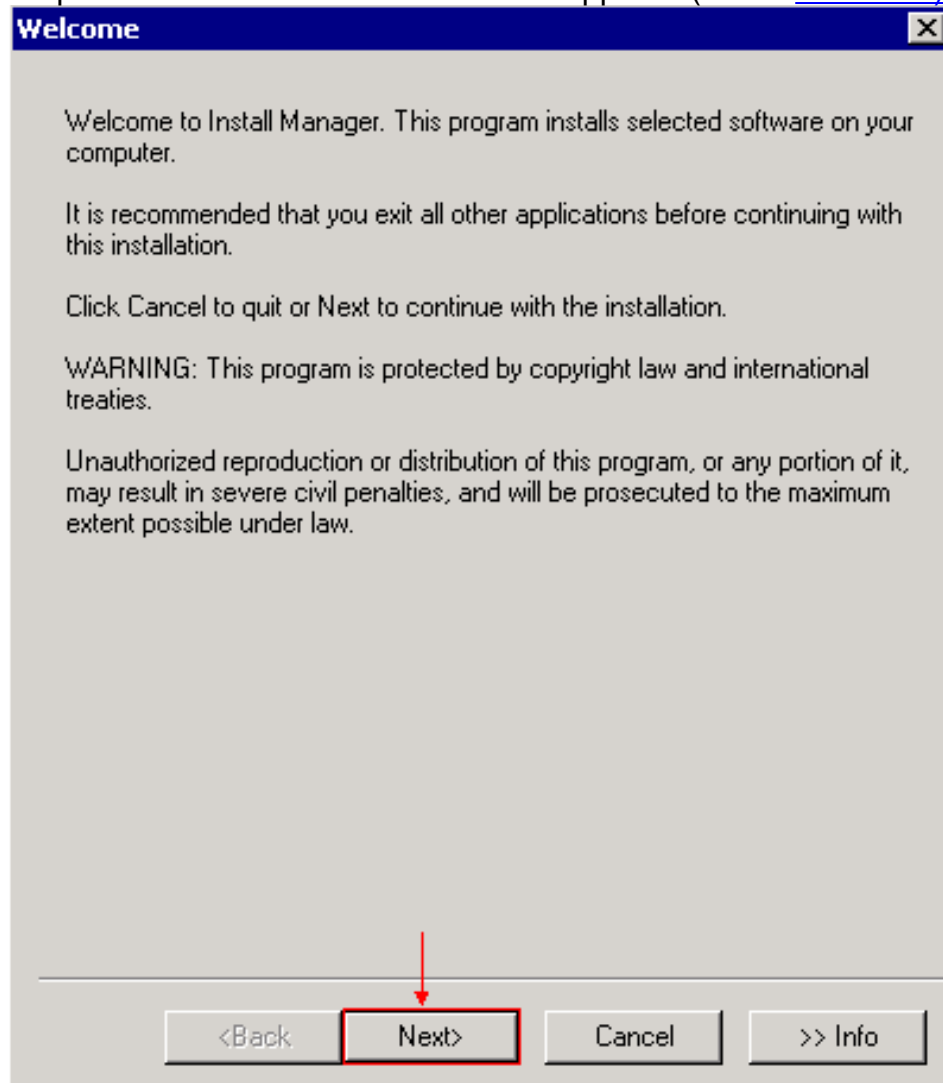 Welcome
Welcome to Install Manager. This program installs selected software on your
computer.
It is recommended that you exit all other applications before continuing with
this installation.
Click Cancel to quit or Next to continue with the installation.
WARNING: This program is protected by copyright law and international
treaties.
Unauthorized reproduction or distribution of this program, or any portion of it,
may result in severe civil penalties, and will be prosecuted to the maximum
extent possible under law.
<Back Next> Cancel >> Info